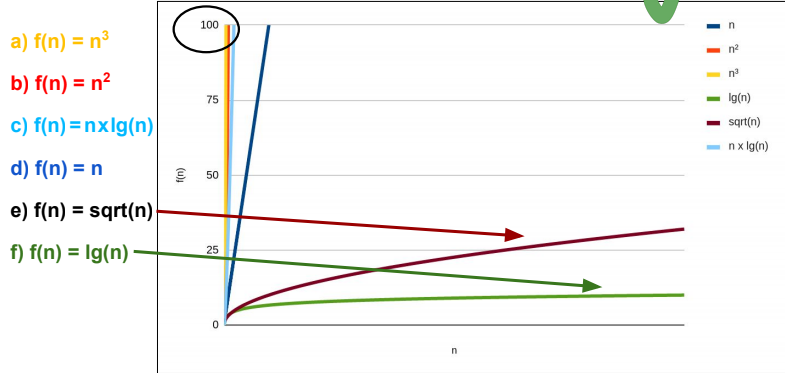 a) f(n) = n³
b) f(n) = n²
c) f(n) = n x lg(n)
d) f(n) = n
e) f(n) = sqrt(n)
f) f(n) = lg(n)
100
75
50
25
0
f(n)
n
n
n²
n³
lg(n)
sqrt(n)
n x lg(n)